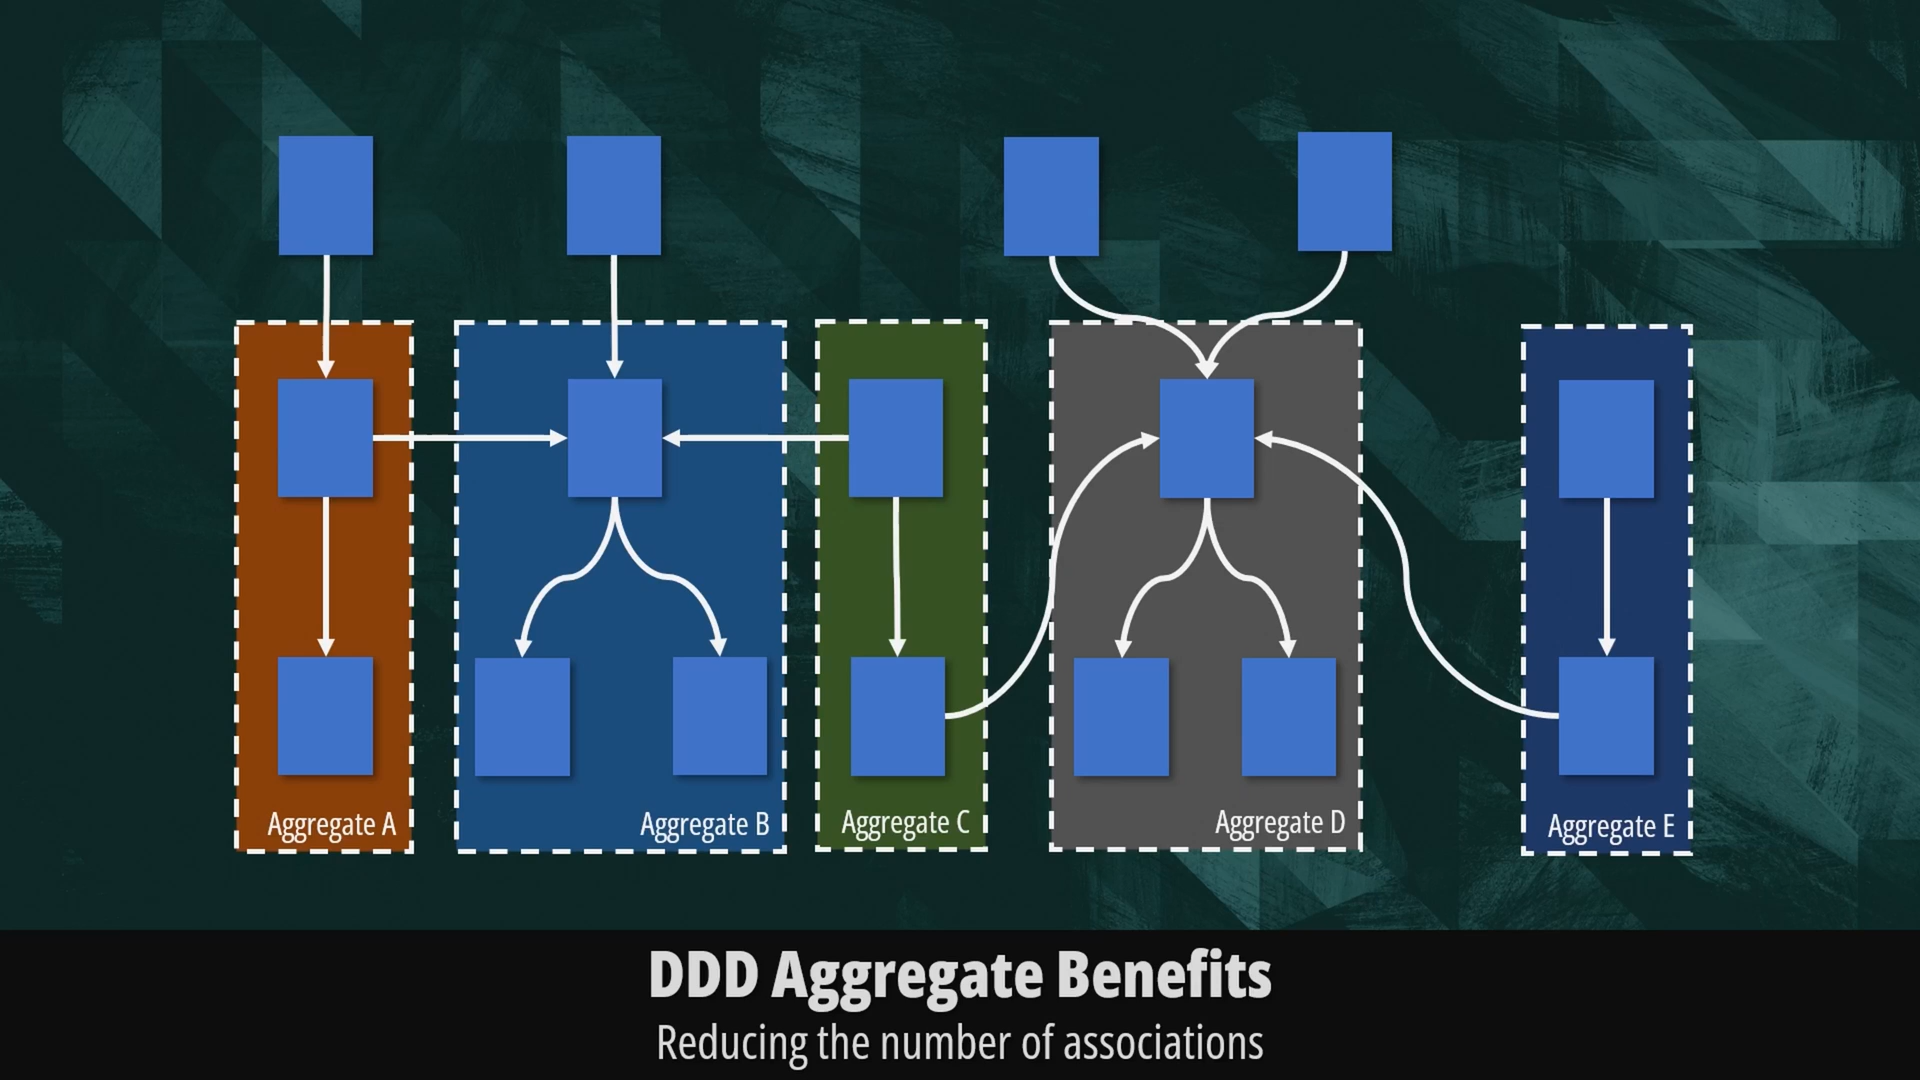 Aggregate A
Aggregate B
Aggregate C
Aggregate D
Aggregate E
DDD Aggregate Benefits
Reducing the number of associations